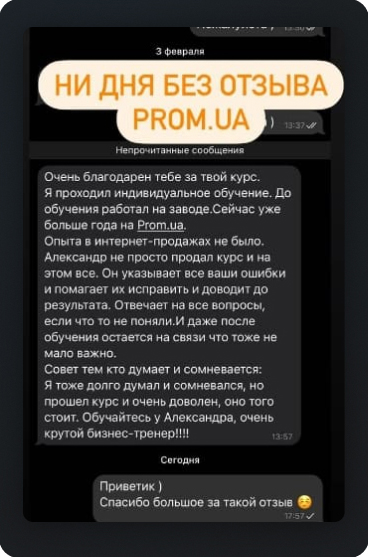 13:36
3 февраля
НИ ДНЯ БЕЗ ОТЗЫВА
PROM.UA
) 13:37
Непрочитанные сообщения
Очень благодарен тебе за твой курс.
Я проходил индивидуальное обучение. До
обучения работал на заводе.Сейчас уже
больше года на Prom.ua.
Опыта в интернет-продажах не было.
Александр не просто продал курс и на
этом все. Он указывает все ваши ошибки
и помагает их исправить и доводит до
результата. Отвечает на все вопросы,
если что то не поняли.И даже после
обучения остается на связи что тоже не
мало важно.
Совет тем кто думает и сомневается:
Я тоже долго думал и сомневался, но
прошел курс и очень доволен, оно того
стоит. Обучайтесь у Александра, очень
крутой бизнес-тренер!!!!
13:57
Сегодня
Приветик )
Спасибо большое за такой отзыв ☺️
17:57